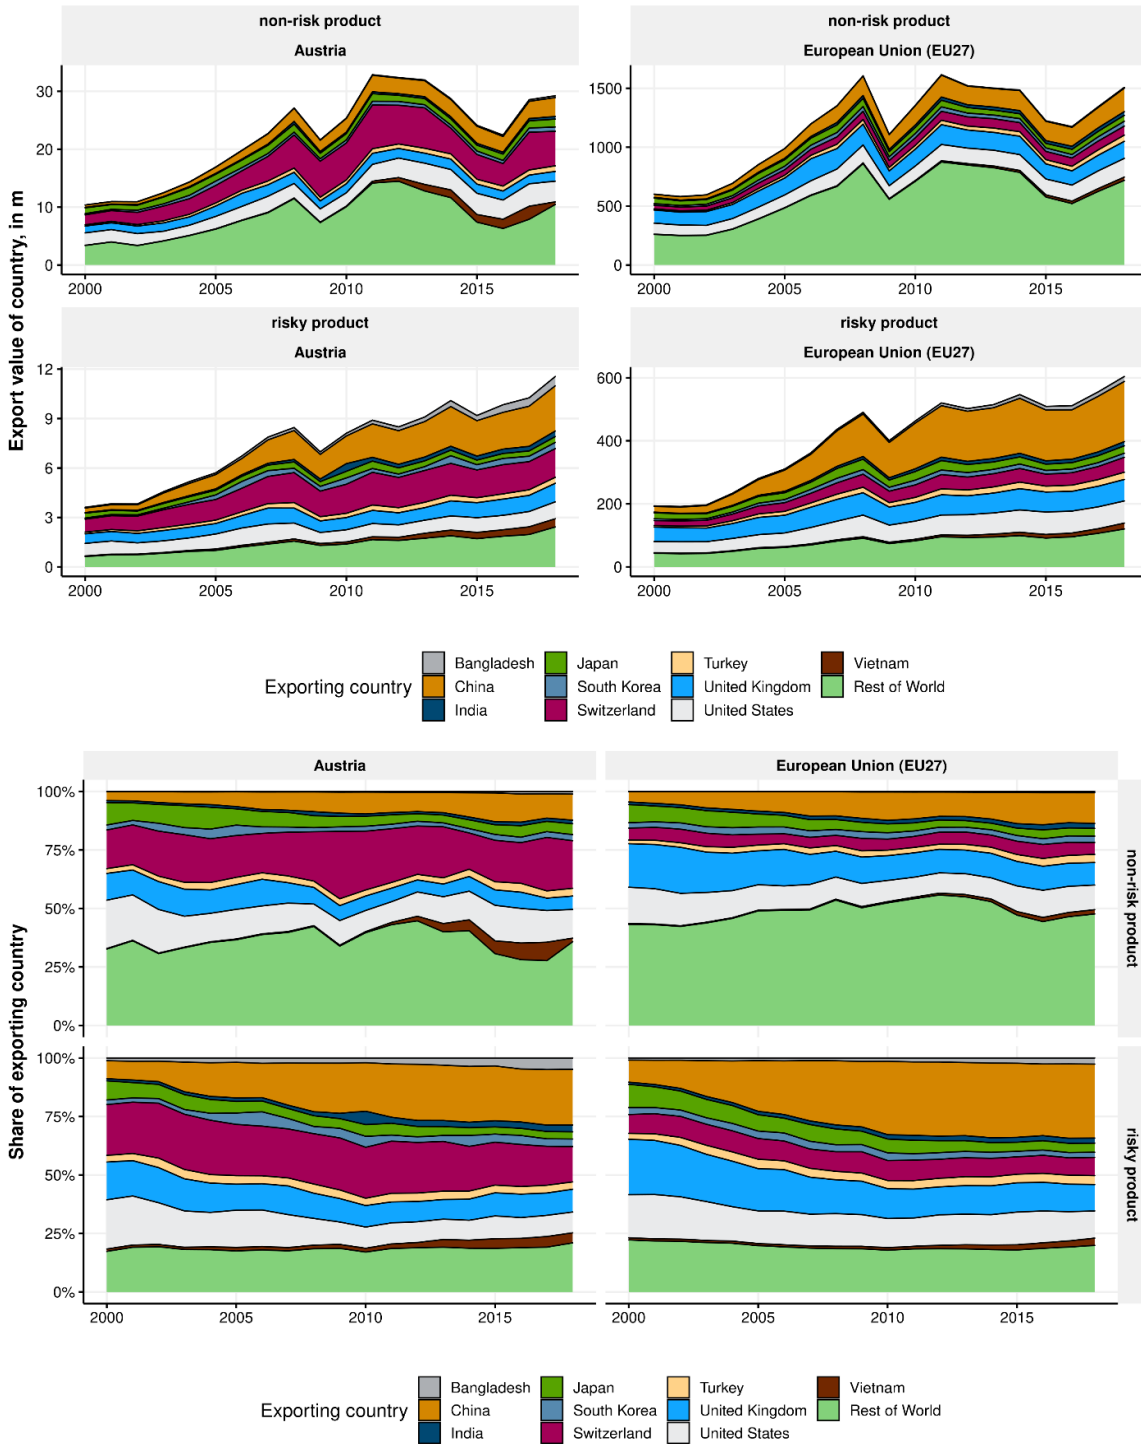 non-risk product
Austria
non-risk product
European Union (EU27)
Export value of country, in m
30
20
10
0
2000 2005 2010 2015
1500
1000
500
0
2000 2005 2010 2015
risky product
Austria
risky product
European Union (EU27)
12
9
6
3
0
2000 2005 2010 2015
600
400
200
0
2000 2005 2010 2015
Exporting country
Bangladesh Japan Turkey Vietnam
China South Korea United Kingdom Rest of World
India Switzerland United States
Austria
European Union (EU27)
Share of exporting country
100%
75%
50%
25%
0%
non-risk product
100%
75%
50%
25%
0%
risky product
2000 2005 2010 2015
2000 2005 2010 2015
Exporting country
Bangladesh Japan Turkey Vietnam
China South Korea United Kingdom Rest of World
India Switzerland United States